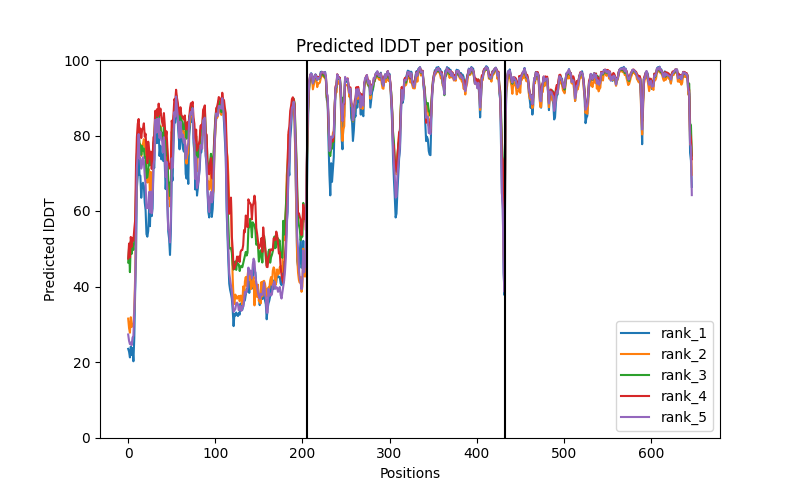 Predicted lDDT per position
Predicted lDDT
100
80
60
40
20
0
0 100 200 300 400 500 600
Positions
rank_1
rank_2
rank_3
rank_4
rank_5